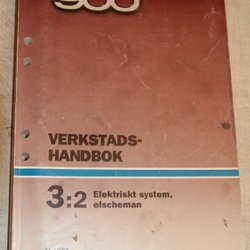 900
VERKSTADS-
HANDBOK
3:2 Elektriskt system,
elscheman